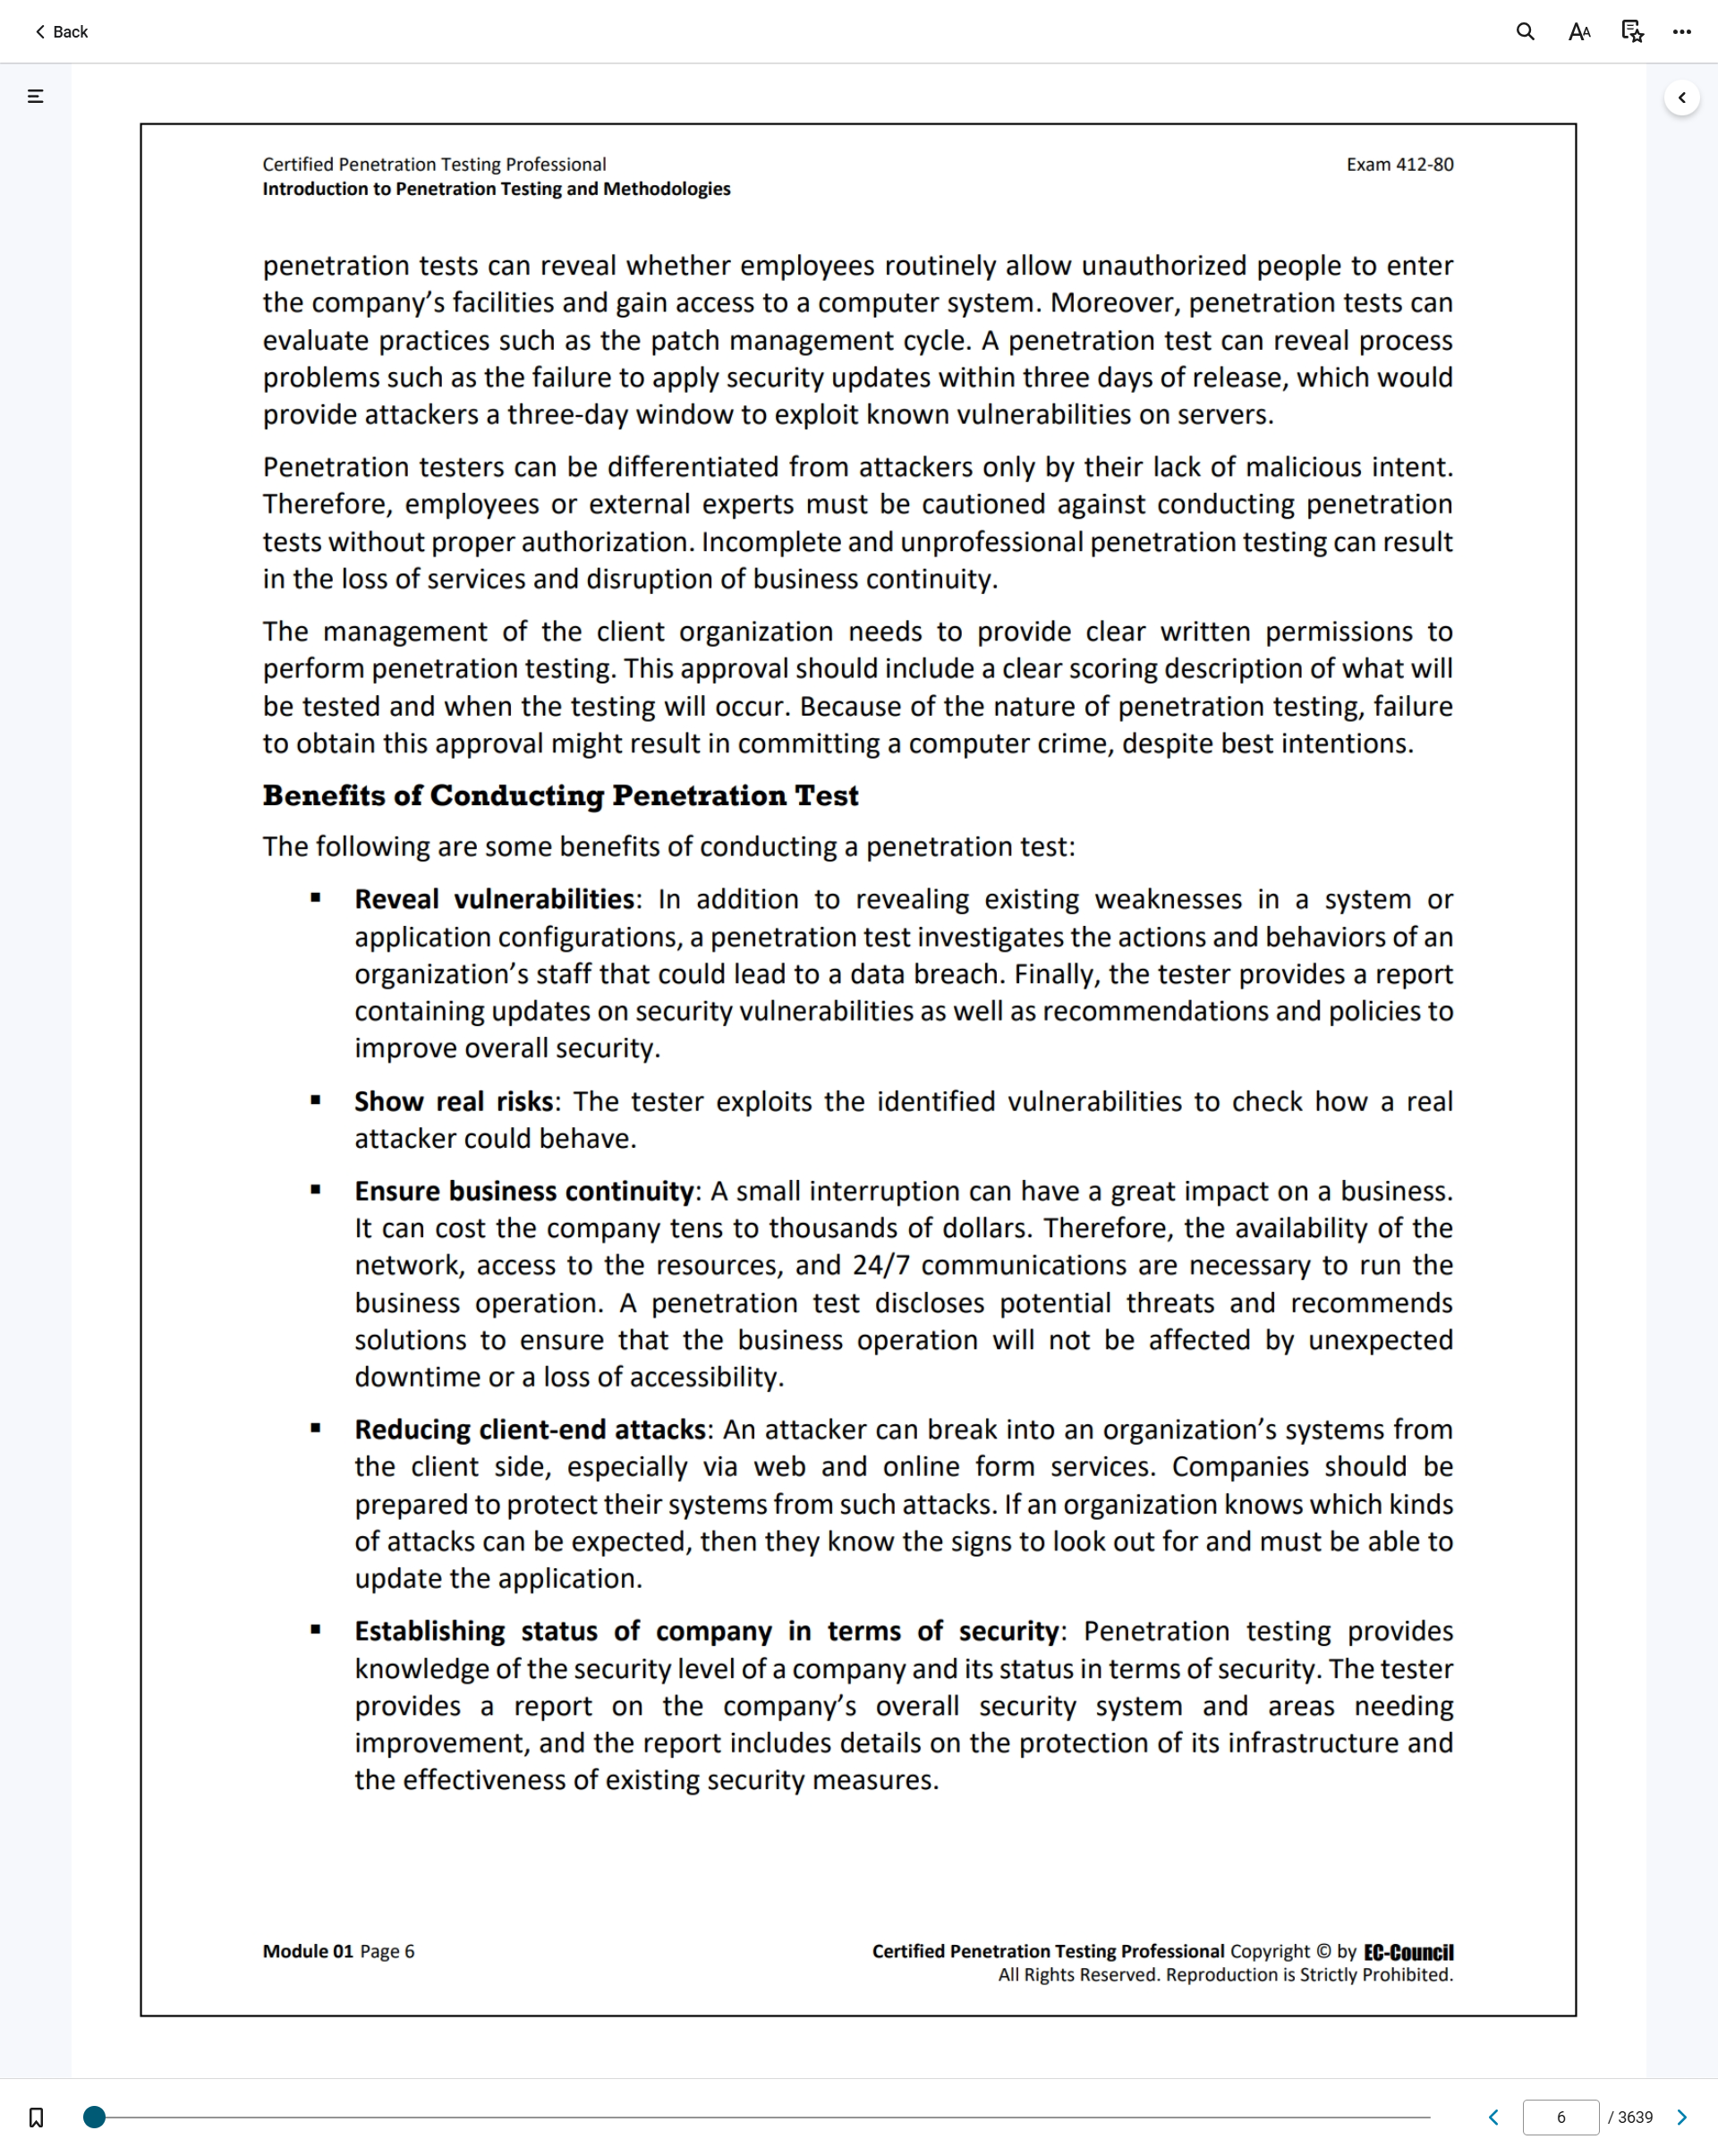 Back
AA
Certified Penetration Testing Professional
Exam 412-80
Introduction to Penetration Testing and Methodologies
penetration tests can reveal whether employees routinely allow unauthorized people to enter
the company’s facilities and gain access to a computer system. Moreover, penetration tests can
evaluate practices such as the patch management cycle. A penetration test can reveal process
problems such as the failure to apply security updates within three days of release, which would
provide attackers a three-day window to exploit known vulnerabilities on servers.
Penetration testers can be differentiated from attackers only by their lack of malicious intent.
Therefore, employees or external experts must be cautioned against conducting penetration
tests without proper authorization. Incomplete and unprofessional penetration testing can result
in the loss of services and disruption of business continuity.
The management of the client organization needs to provide clear written permissions to
perform penetration testing. This approval should include a clear scoring description of what will
be tested and when the testing will occur. Because of the nature of penetration testing, failure
to obtain this approval might result in committing a computer crime, despite best intentions.
Benefits of Conducting Penetration Test
The following are some benefits of conducting a penetration test:
▪ Reveal vulnerabilities: In addition to revealing existing weaknesses in a system or
application configurations, a penetration test investigates the actions and behaviors of an
organization’s staff that could lead to a data breach. Finally, the tester provides a report
containing updates on security vulnerabilities as well as recommendations and policies to
improve overall security.
▪ Show real risks: The tester exploits the identified vulnerabilities to check how a real
attacker could behave.
▪ Ensure business continuity: A small interruption can have a great impact on a business.
It can cost the company tens to thousands of dollars. Therefore, the availability of the
network, access to the resources, and 24/7 communications are necessary to run the
business operation. A penetration test discloses potential threats and recommends
solutions to ensure that the business operation will not be affected by unexpected
downtime or a loss of accessibility.
▪ Reducing client-end attacks: An attacker can break into an organization’s systems from
the client side, especially via web and online form services. Companies should be
prepared to protect their systems from such attacks. If an organization knows which kinds
of attacks can be expected, then they know the signs to look out for and must be able to
update the application.
▪ Establishing status of company in terms of security: Penetration testing provides
knowledge of the security level of a company and its status in terms of security. The tester
provides a report on the company’s overall security system and areas needing
improvement, and the report includes details on the protection of its infrastructure and
the effectiveness of existing security measures.
Module 01 Page 6
Certified Penetration Testing Professional Copyright © by EC-Council
All Rights Reserved. Reproduction is Strictly Prohibited.
6 / 3639